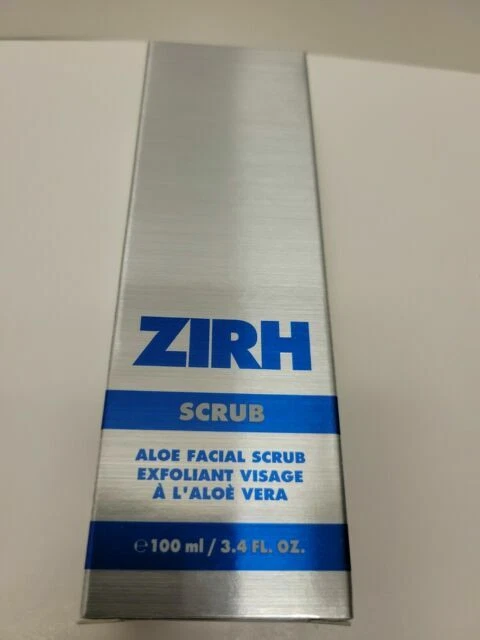 ZIRH
SCRUB
ALOE FACIAL SCRUB
EXFOLIANT VISAGE
À L'ALOÈ VERA
℮100 ml / 3.4 FL. OZ.